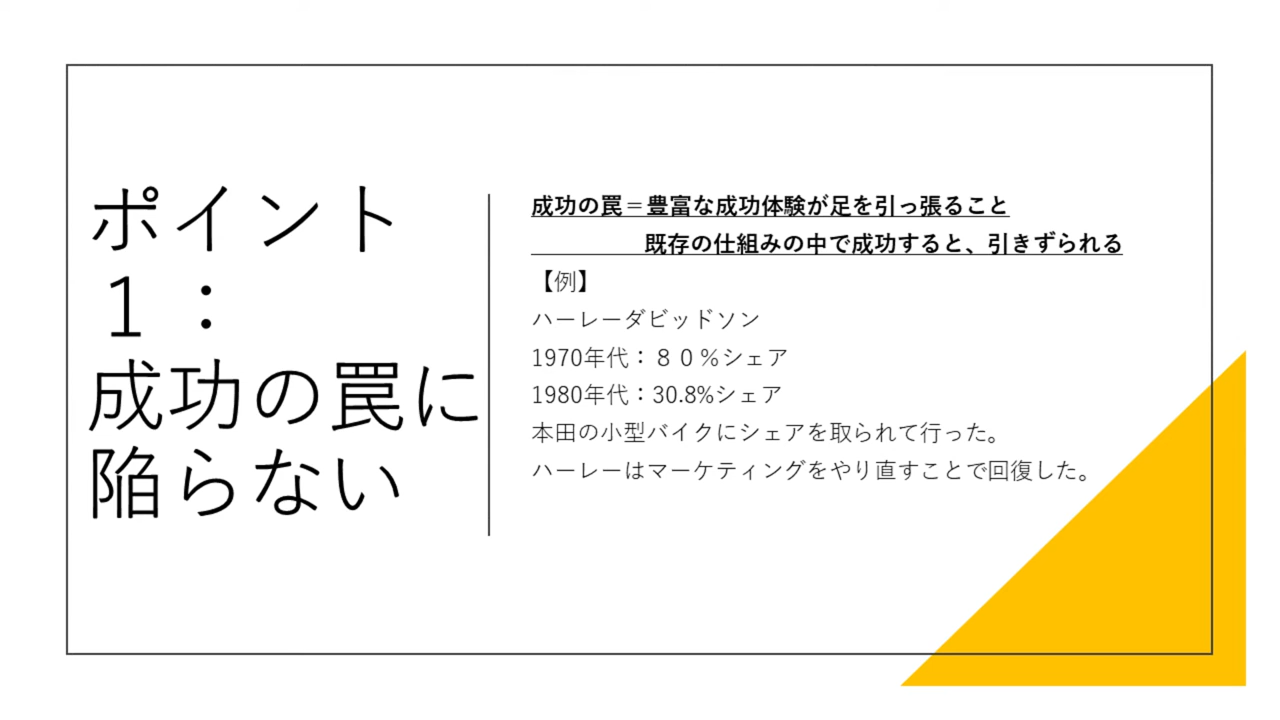 ポイント
1：
成功の罠に
陥らない
成功の罠＝豊富な成功体験が足を引っ張ること
既存の仕組みの中で成功すると、引きずられる
【例】
ハーレーダビッドソン
1970年代：８０％シェア
1980年代：30.8%シェア
本田の小型バイクにシェアを取られて行った。
ハーレーはマーケティングをやり直すことで回復した。